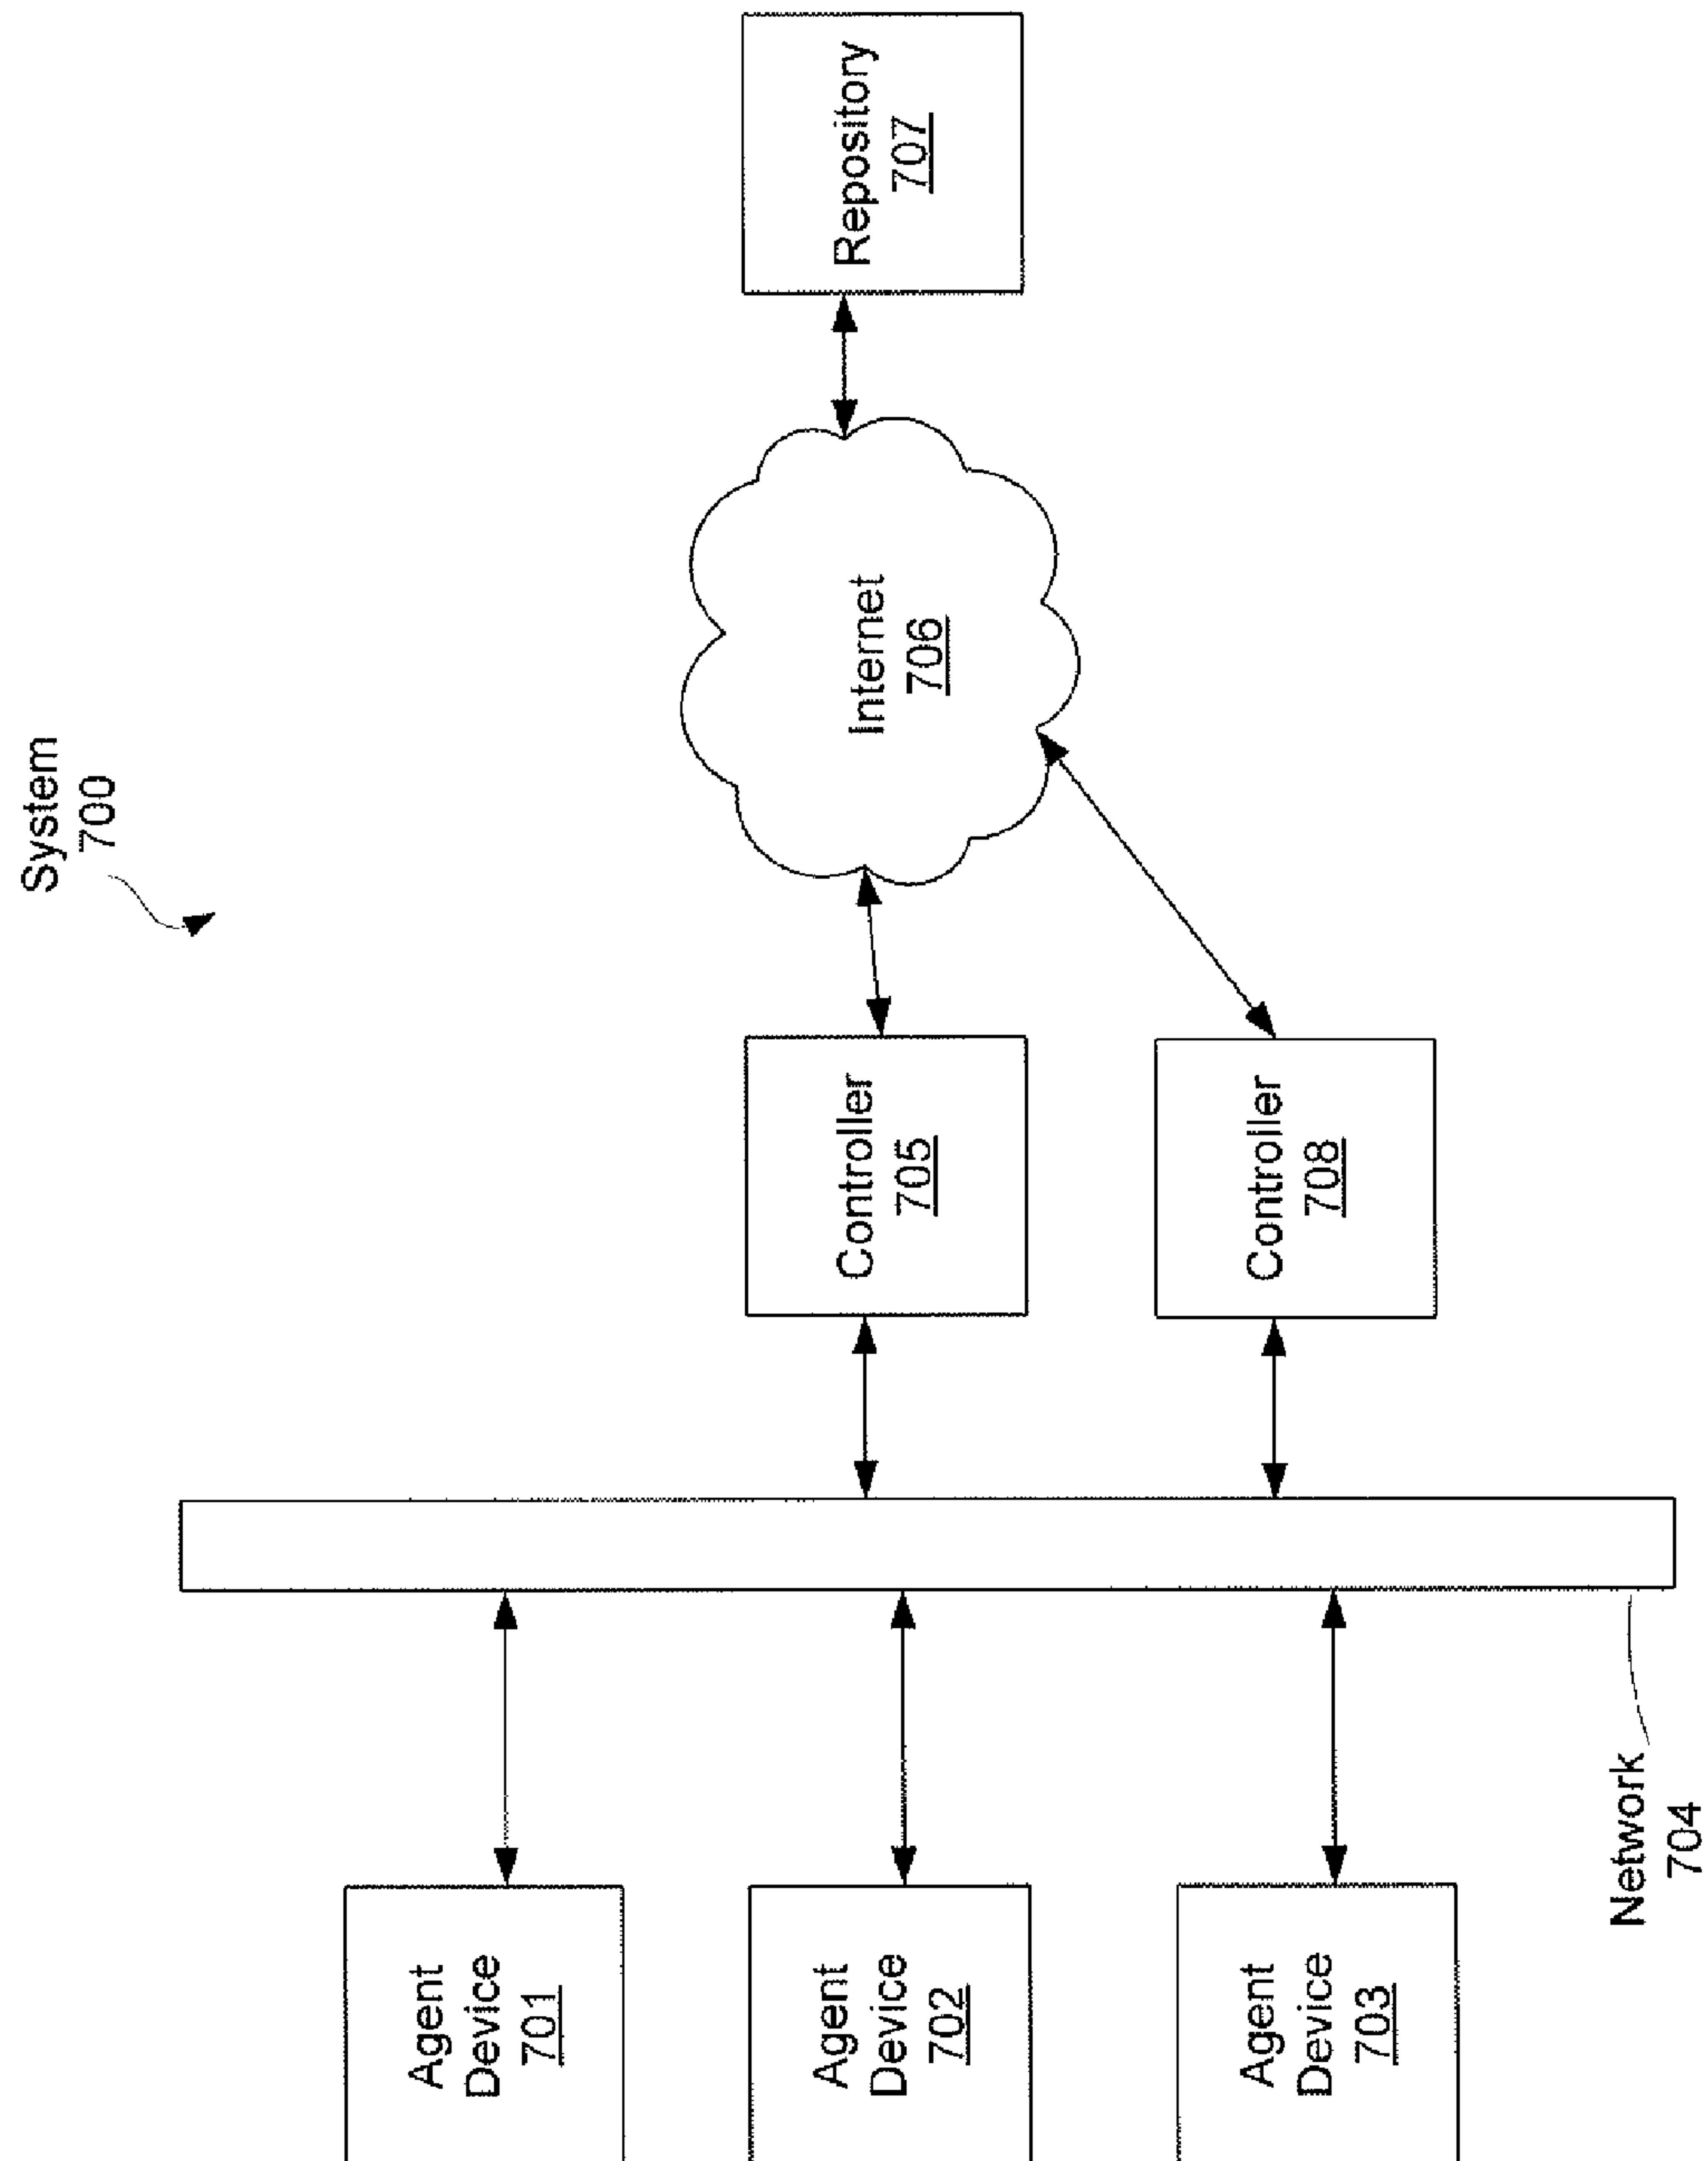 System
700
Agent
Device
701
Agent
Device
702
Agent
Device
703
Network
704
Controller
705
Controller
708
Internet
706
Repository
707